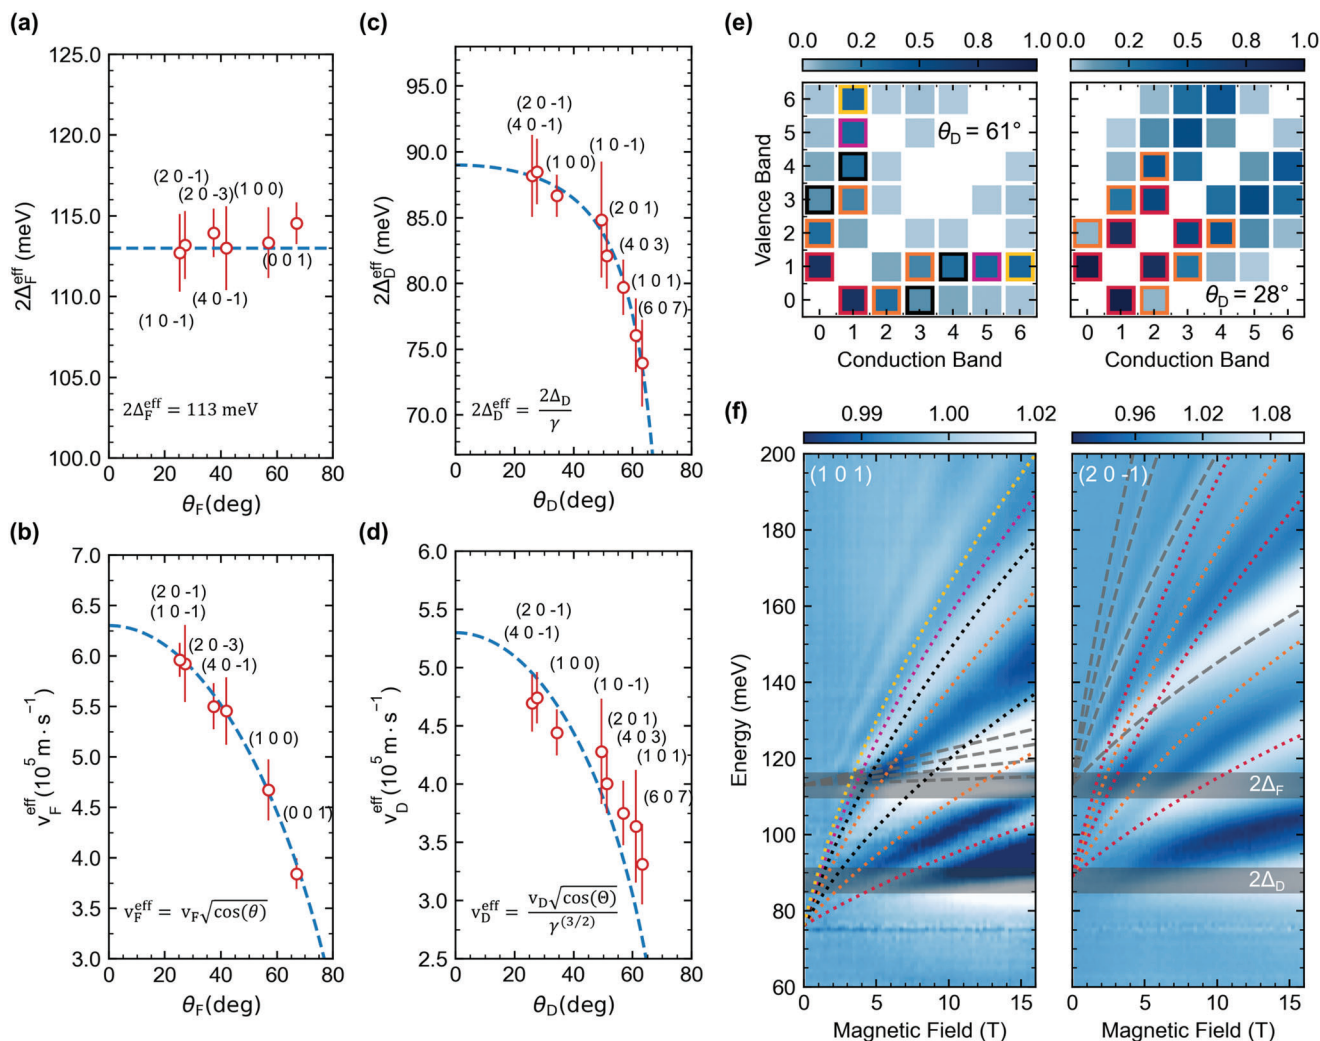 (a)
125.0
120.0
115.0
110.0
105.0
100.0
2Δ_F^eff (meV)
(2 0 -1)
(2 0 -3)
(1 0 0)
(0 0 1)
(4 0 -1)
(1 0 -1)
2Δ_F^eff = 113 meV
0 20 40 60 80
θ_F(deg)
(b)
7.0
6.5
6.0
5.5
5.0
4.5
4.0
3.5
3.0
v_F^eff (10^5 m · s^−1)
(2 0 -1)
(1 0 -1)
(2 0 -3)
(4 0 -1)
(1 0 0)
(0 0 1)
v_F^eff = v_F√cos(θ)
0 20 40 60 80
θ_F(deg)
(c)
95.0
90.0
85.0
80.0
75.0
70.0
2Δ_D^eff (meV)
(2 0 -1)
(4 0 -1)
(1 0 -1)
(1 0 0)
(2 0 1)
(4 0 3)
(1 0 1)
(6 0 7)
2Δ_D^eff = 2Δ_D / γ
0 20 40 60 80
θ_D(deg)
(d)
6.0
5.5
5.0
4.5
4.0
3.5
3.0
2.5
v_D^eff (10^5 m · s^−1)
(2 0 -1)
(4 0 -1)
(1 0 0)
(1 0 -1)
(2 0 1)
(4 0 3)
(1 0 1)
(6 0 7)
v_D^eff = v_D√cos(Θ) / γ^(3/2)
0 20 40 60 80
θ_D(deg)
(e)
0.0 0.2 0.5 0.8 1.0
0.0 0.2 0.5 0.8 1.0
Valence Band
6
5
4
3
2
1
0
θ_D = 61°
θ_D = 28°
0 1 2 3 4 5 6
0 1 2 3 4 5 6
Conduction Band
Conduction Band
(f)
0.99 1.00 1.02
0.96 1.02 1.08
200
180
160
140
120
100
80
60
Energy (meV)
(1 0 1)
(2 0 -1)
2Δ_F
2Δ_D
0 5 10 15
0 5 10 15
Magnetic Field (T)
Magnetic Field (T)